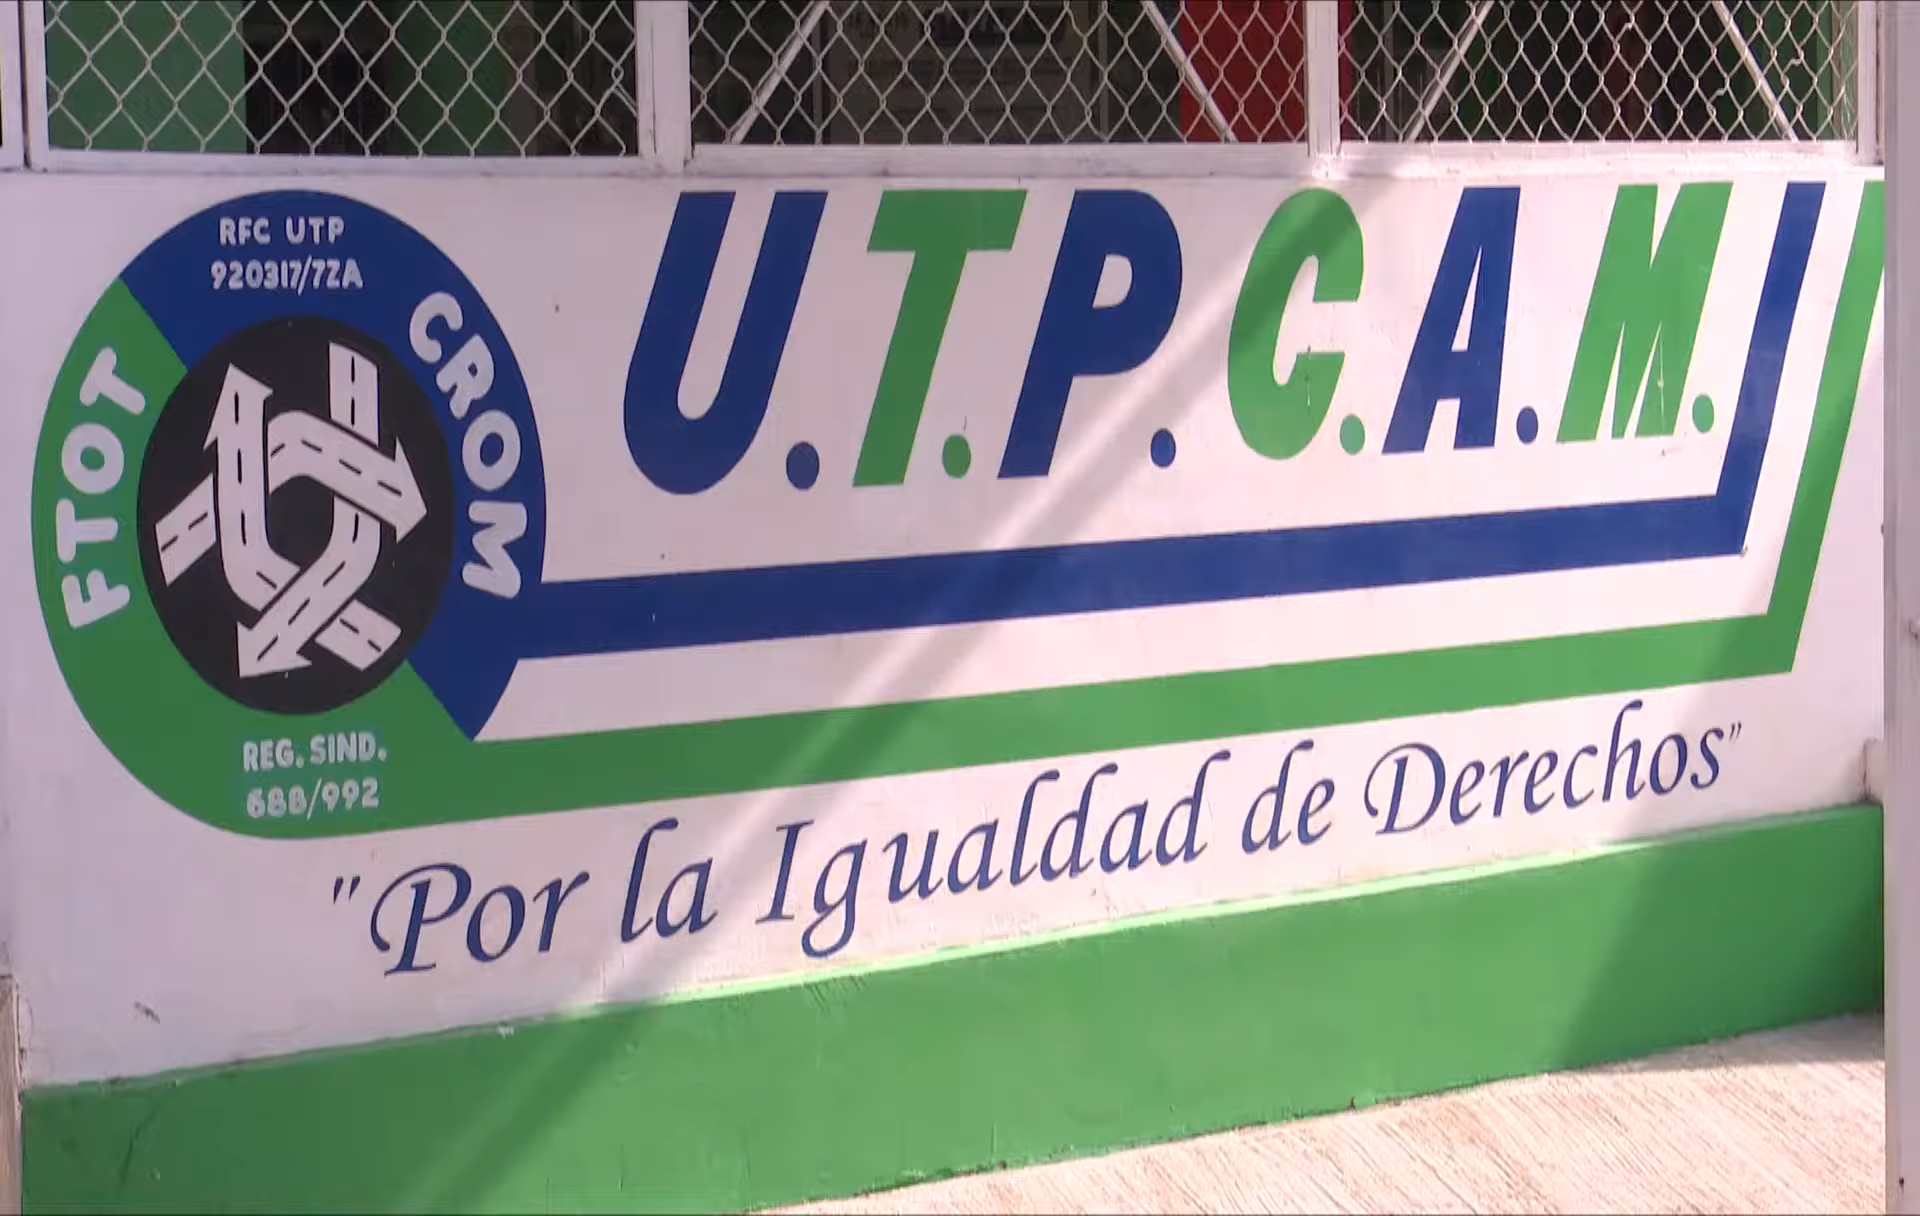 RFC UTP
920317/7ZA
FTOT
CROM
U.T.P.C.A.M.
REG. SIND.
688/992
"Por la Igualdad de Derechos"